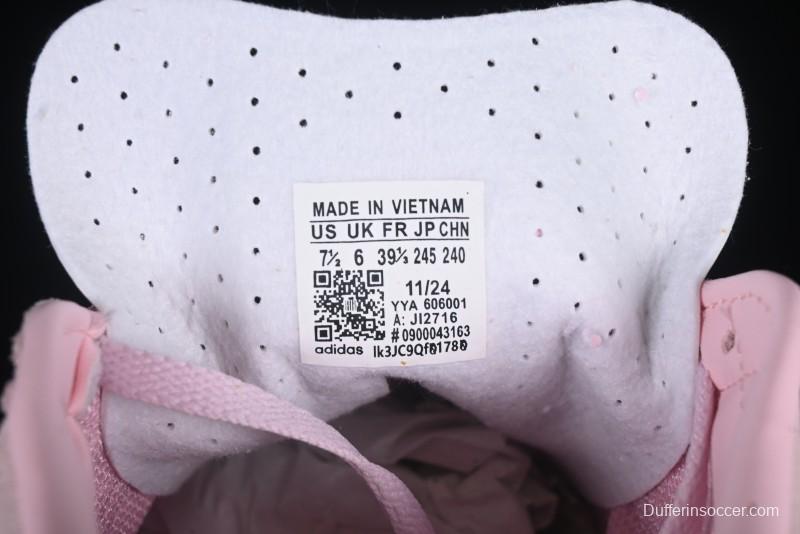 MADE IN VIETNAM
US UK FR JP CHN
7½ 6 39⅓ 245 240
11/24
YYA 606001
A: JI2716
# 0900043163
adidas
Dufferinsoccer.com